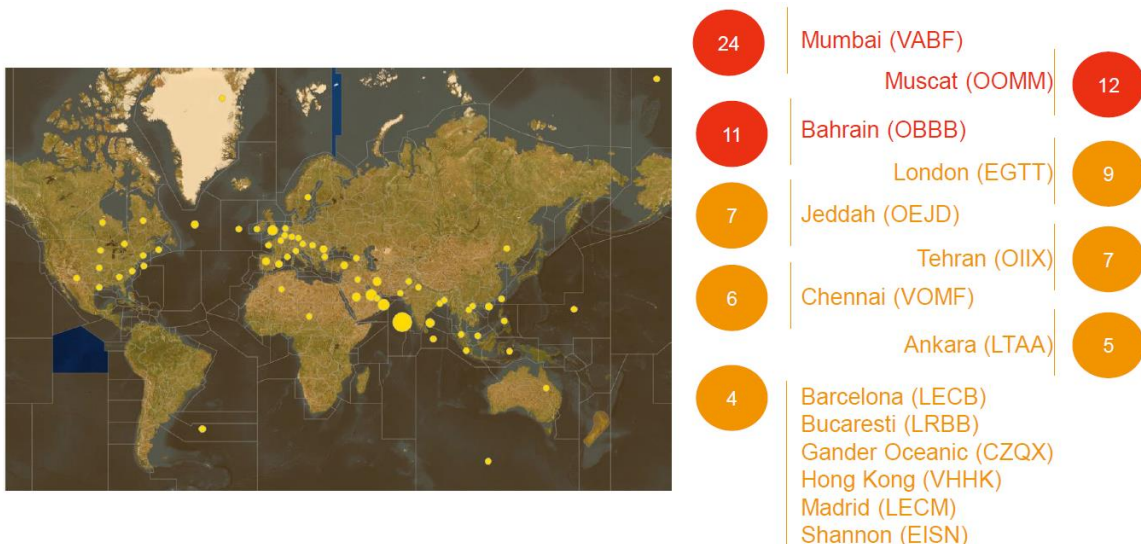 24
Mumbai (VABF)
Muscat (OOMM)
12
11
Bahrain (OBBB)
London (EGTT)
9
7
Jeddah (OEJD)
Tehran (OIIX)
7
6
Chennai (VOMF)
Ankara (LTAA)
5
4
Barcelona (LECB)
Bucaresti (LRBB)
Gander Oceanic (CZQX)
Hong Kong (VHHK)
Madrid (LECM)
Shannon (EISN)